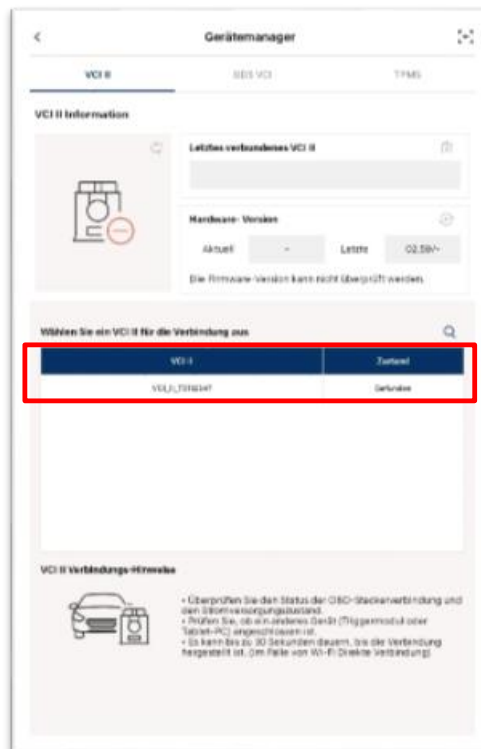 Gerätemanager
VCI II
TPMS
VCI II Information
Letztes verbundenes VCI II
Hardware- Version
Aktuell - Letzte
Die Firmware-Version kann nicht überprüft werden.
Wählen Sie ein VCI II für die Verbindung aus
VCI II Zustand
Gefunden
VCI II Verbindungs-Hinweise
• Überprüfen Sie den Status der OBD-Steckerverbindung und
den Stromversorgungszustand.
• Prüfen Sie, ob ein anderes Gerät (Triggermodul oder
Tablet-PC) angeschlossen ist.
• Es kann bis zu 30 Sekunden dauern, bis die Verbindung
hergestellt ist. (Im Falle von Wi-Fi Direkte Verbindung)